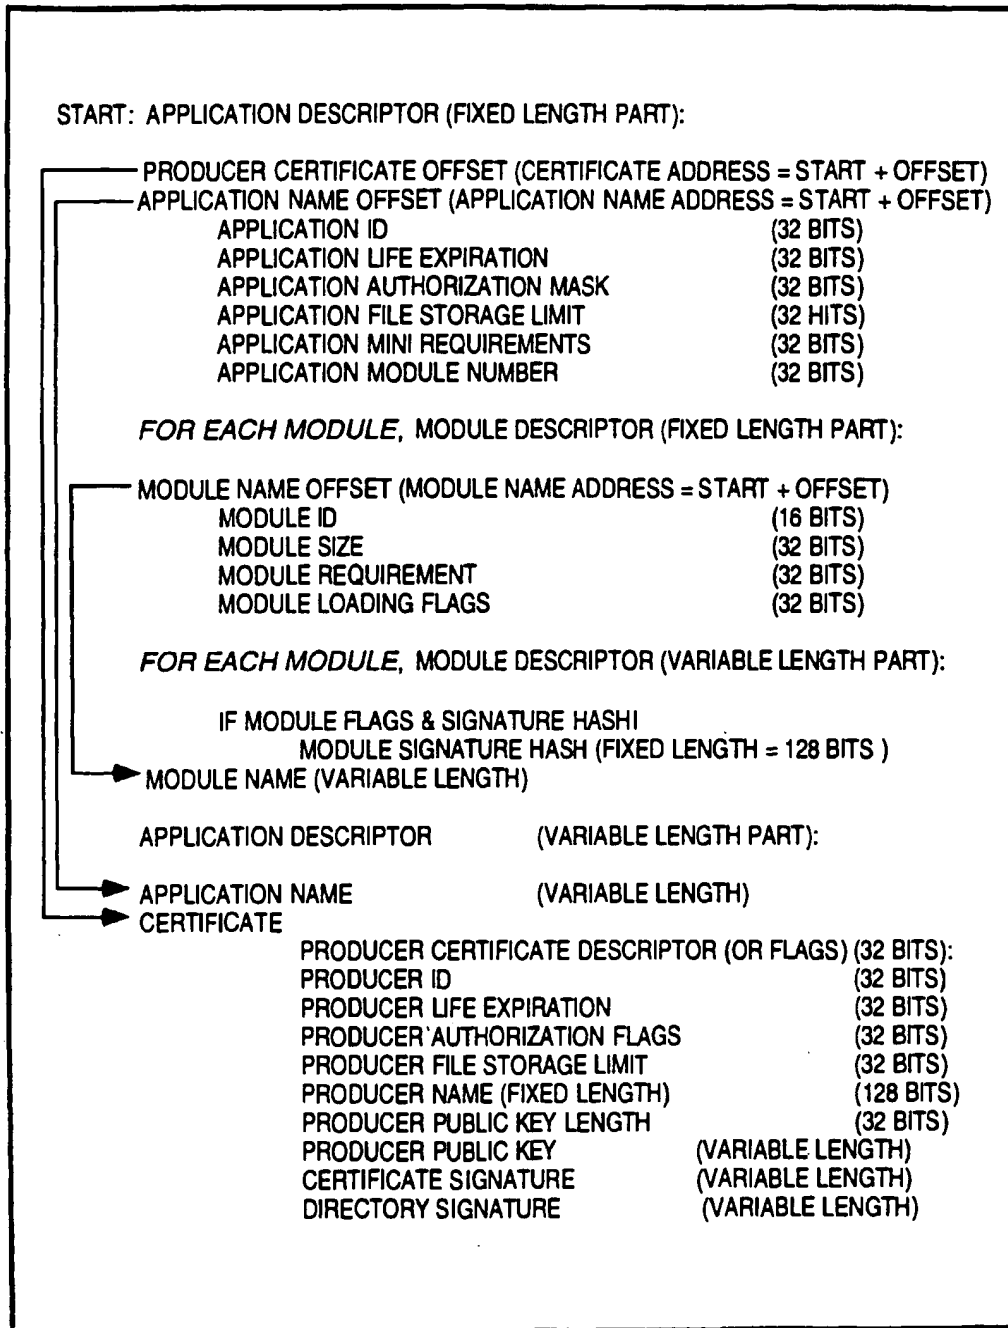 START: APPLICATION DESCRIPTOR (FIXED LENGTH PART):
PRODUCER CERTIFICATE OFFSET (CERTIFICATE ADDRESS = START + OFFSET)
APPLICATION NAME OFFSET (APPLICATION NAME ADDRESS = START + OFFSET)
APPLICATION ID (32 BITS)
APPLICATION LIFE EXPIRATION (32 BITS)
APPLICATION AUTHORIZATION MASK (32 BITS)
APPLICATION FILE STORAGE LIMIT (32 HITS)
APPLICATION MINI REQUIREMENTS (32 BITS)
APPLICATION MODULE NUMBER (32 BITS)
FOR EACH MODULE, MODULE DESCRIPTOR (FIXED LENGTH PART):
MODULE NAME OFFSET (MODULE NAME ADDRESS = START + OFFSET)
MODULE ID (16 BITS)
MODULE SIZE (32 BITS)
MODULE REQUIREMENT (32 BITS)
MODULE LOADING FLAGS (32 BITS)
FOR EACH MODULE, MODULE DESCRIPTOR (VARIABLE LENGTH PART):
IF MODULE FLAGS & SIGNATURE HASHI
MODULE SIGNATURE HASH (FIXED LENGTH = 128 BITS )
MODULE NAME (VARIABLE LENGTH)
APPLICATION DESCRIPTOR (VARIABLE LENGTH PART):
APPLICATION NAME (VARIABLE LENGTH)
CERTIFICATE
PRODUCER CERTIFICATE DESCRIPTOR (OR FLAGS) (32 BITS):
PRODUCER ID (32 BITS)
PRODUCER LIFE EXPIRATION (32 BITS)
PRODUCER AUTHORIZATION FLAGS (32 BITS)
PRODUCER FILE STORAGE LIMIT (32 BITS)
PRODUCER NAME (FIXED LENGTH) (128 BITS)
PRODUCER PUBLIC KEY LENGTH (32 BITS)
PRODUCER PUBLIC KEY (VARIABLE LENGTH)
CERTIFICATE SIGNATURE (VARIABLE LENGTH)
DIRECTORY SIGNATURE (VARIABLE LENGTH)